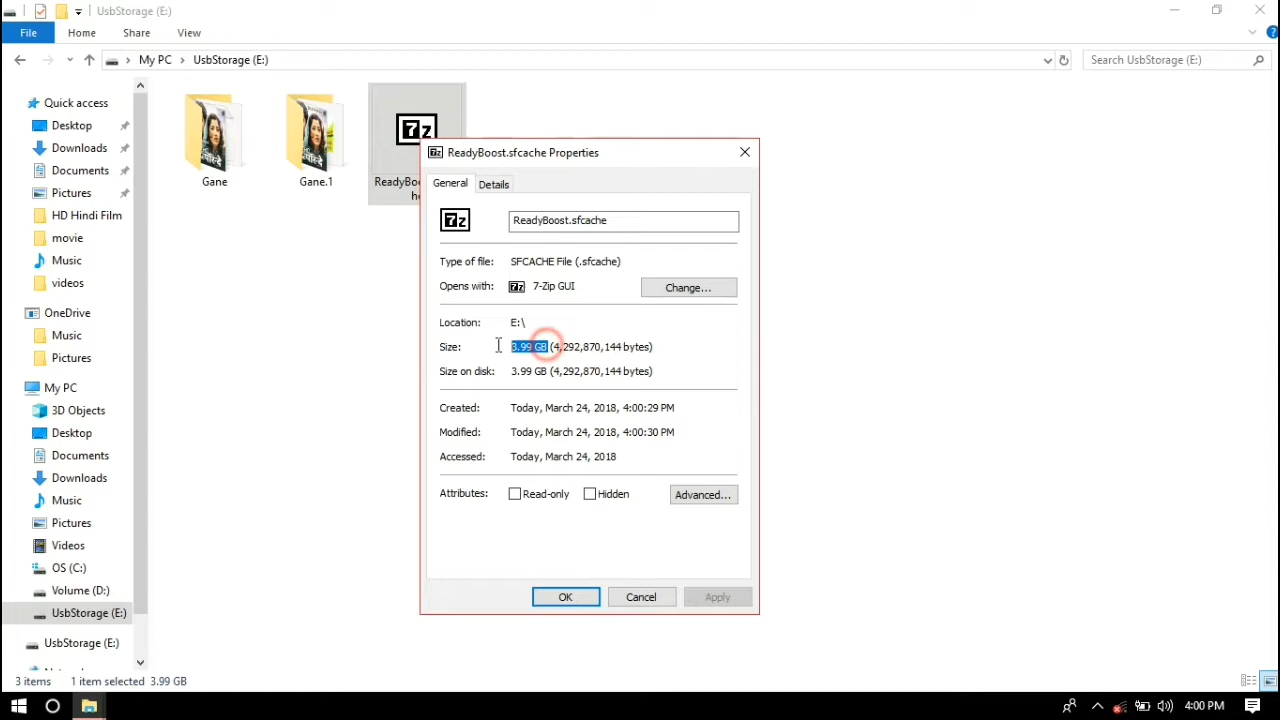 UsbStorage (E:)
File Home Share View
My PC UsbStorage (E:) Search UsbStorage (E:)
Quick access
Desktop
Downloads
Documents
Pictures
HD Hindi Film
movie
Music
videos
OneDrive
Music
Pictures
My PC
3D Objects
Desktop
Documents
Downloads
Music
Pictures
Videos
OS (C:)
Volume (D:)
UsbStorage (E:)
UsbStorage (E:)
Gane
Gane.1
7z
ReadyBoost.sfcache Properties
General Details
7z
ReadyBoost.sfcache
Type of file: SFCACHE File (.sfcache)
Opens with: 7z 7-Zip GUI Change...
Location: E:\
Size: 3.99 GB (4,292,870,144 bytes)
Size on disk: 3.99 GB (4,292,870,144 bytes)
Created: Today, March 24, 2018, 4:00:29 PM
Modified: Today, March 24, 2018, 4:00:30 PM
Accessed: Today, March 24, 2018
Attributes: Read-only Hidden Advanced...
OK Cancel Apply
3 items 1 item selected 3.99 GB
4:00 PM